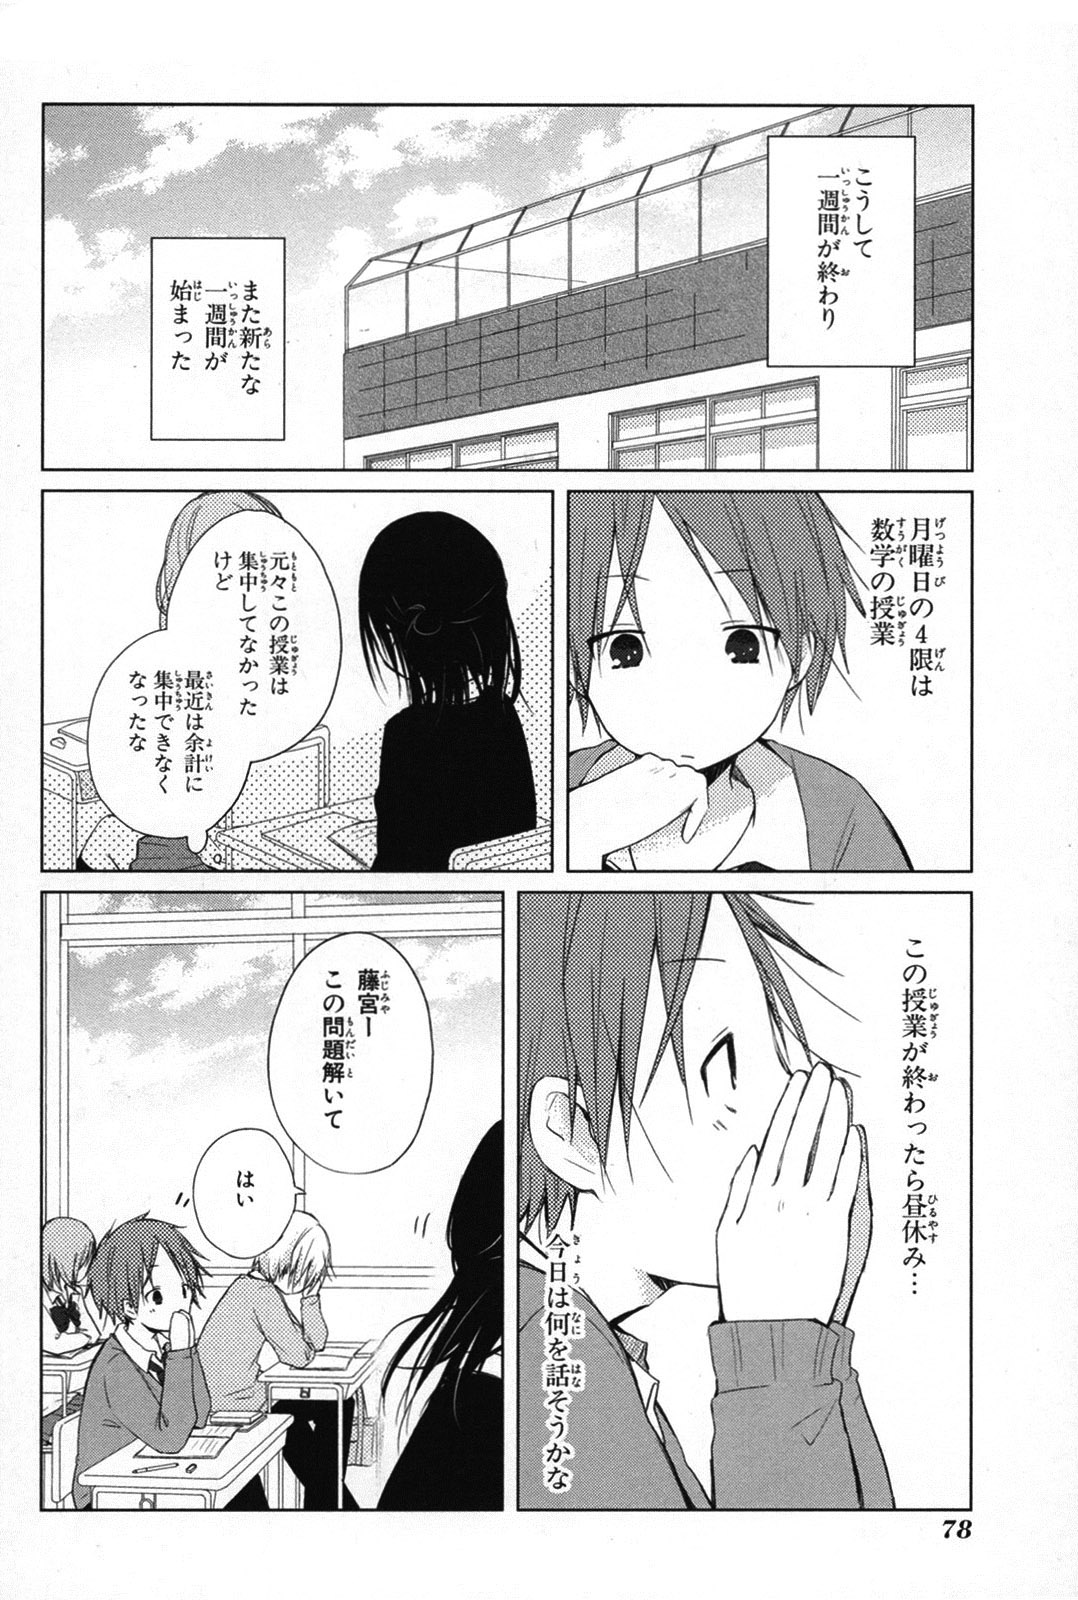 こうして
一週間が終わり
また新たな
一週間が
始まった
月曜日の4限は
数学の授業
元々この授業は
集中してなかった
けど
最近は余計に
集中できなく
なったな
この授業が終わったら昼休み…
今日は何を話そうかな
藤宮ー
この問題解いて
はい
78